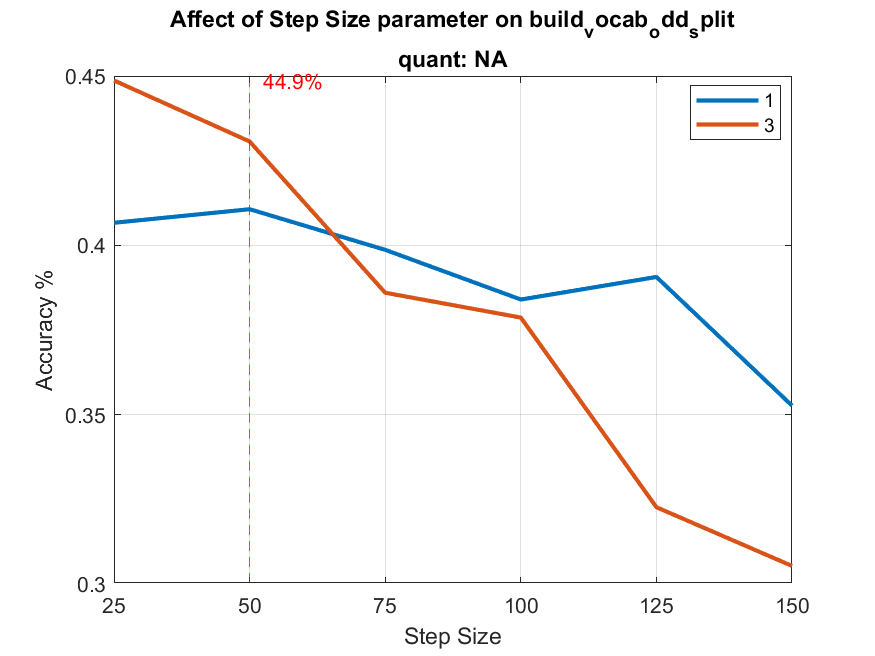 Affect of Step Size parameter on build_vocab_odd_split
quant: NA
0.45
44.9%
1
3
0.4
Accuracy %
0.35
0.3
25 50 75 100 125 150
Step Size